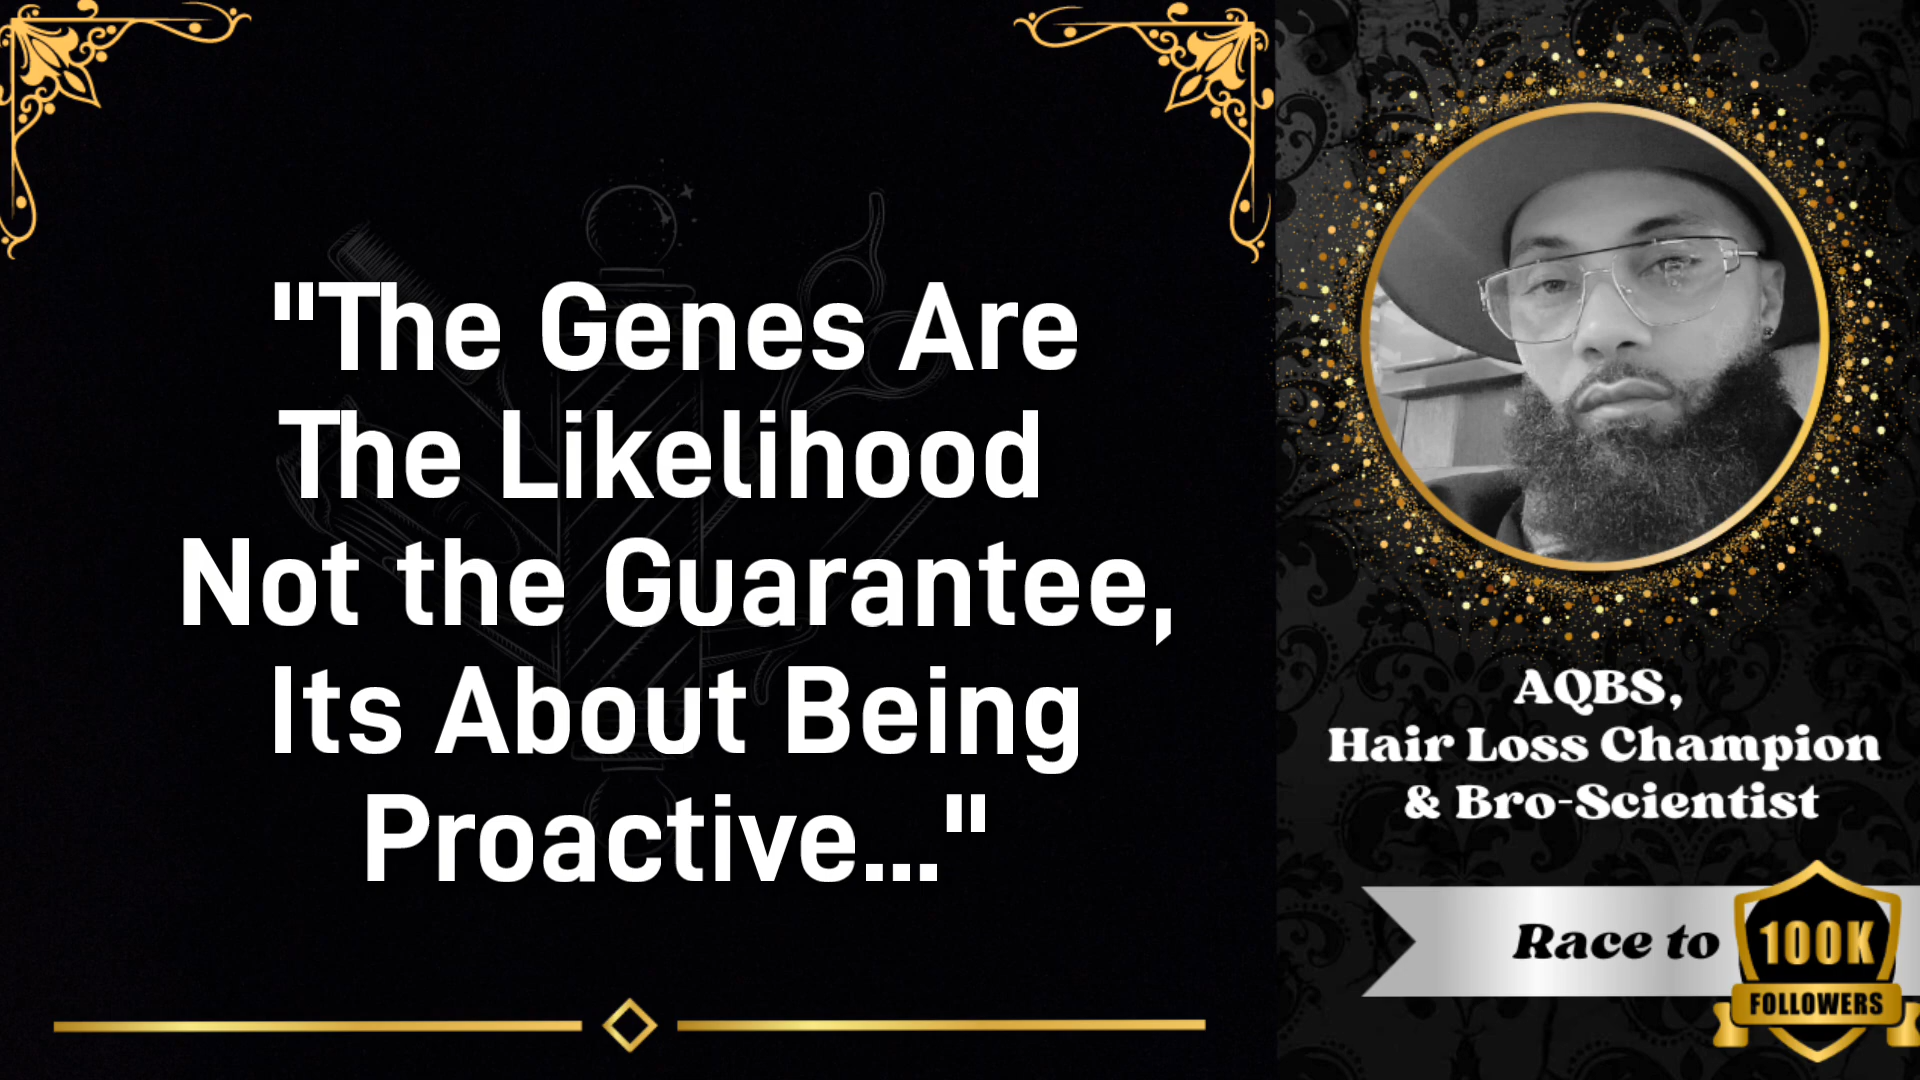 "The Genes Are
The Likelihood
Not the Guarantee,
Its About Being
Proactive..."
AQBS,
Hair Loss Champion
& Bro-Scientist
Race to
100K
FOLLOWERS